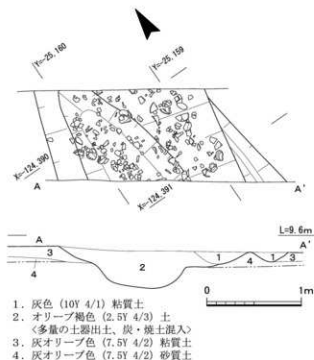 Y=-25,160
Y=-25,159
X=-124,390
X=-124,391
A A'
L=9.6m
A A'
3 1 4 1 3
4 2
0 1m
1. 灰色 (10Y 4/1) 粘質土
2. オリーブ褐色 (2.5Y 4/3) 土
<多量の土器出土、炭・焼土混入>
3. 灰オリーブ色 (7.5Y 4/2) 粘質土
4. 灰オリーブ色 (7.5Y 4/2) 砂質土